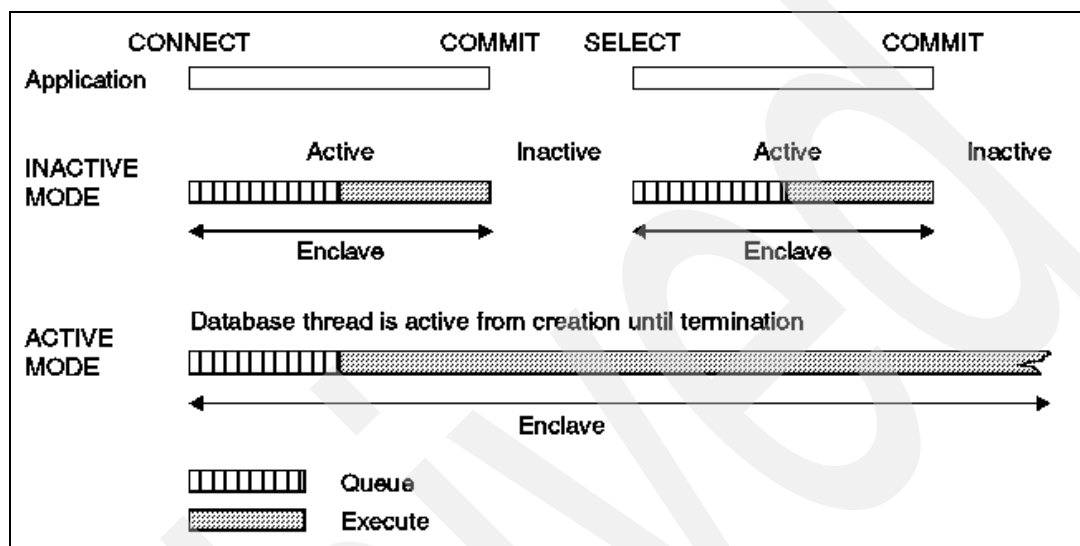 CONNECT COMMIT SELECT COMMIT
Application
Active Inactive Active Inactive
INACTIVE
MODE
Enclave Enclave
Database thread is active from creation until termination
ACTIVE
MODE
Enclave
Queue
Execute